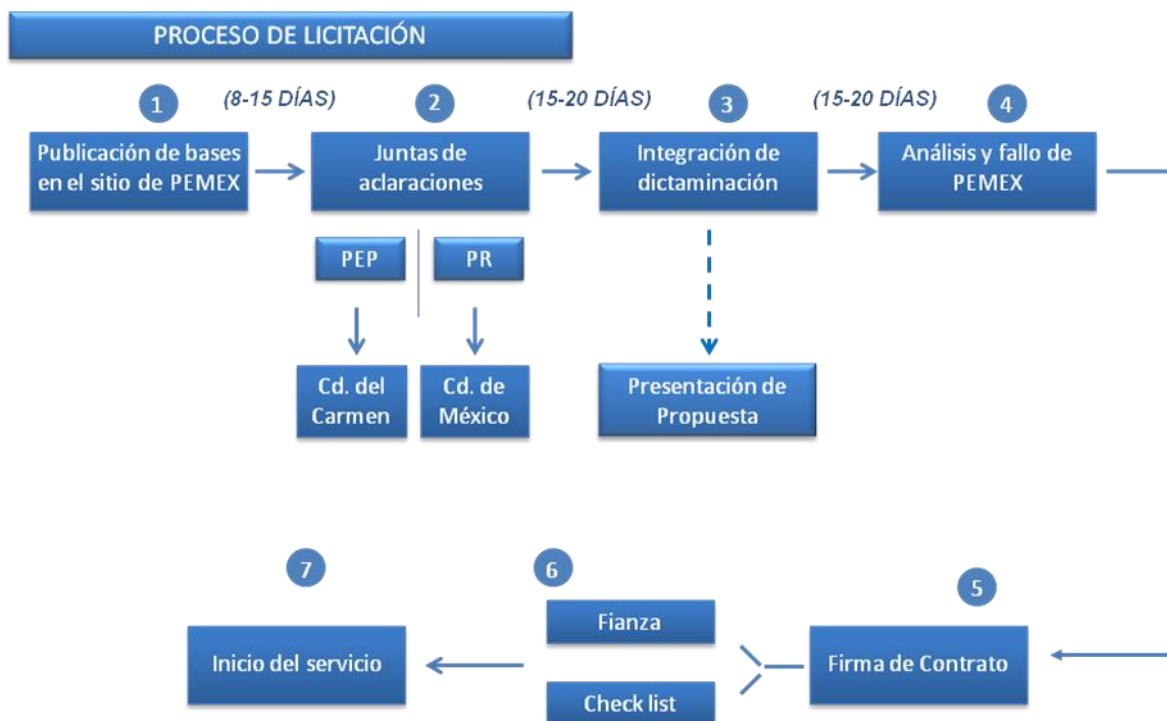 PROCESO DE LICITACIÓN
1
(8-15 DÍAS)
2
(15-20 DÍAS)
3
(15-20 DÍAS)
4
Publicación de bases
en el sitio de PEMEX
Juntas de
aclaraciones
Integración de
dictaminación
Análisis y fallo de
PEMEX
PEP
PR
Cd. del
Carmen
Cd. de
México
Presentación de
Propuesta
7
6
5
Inicio del servicio
Fianza
Check list
Firma de Contrato